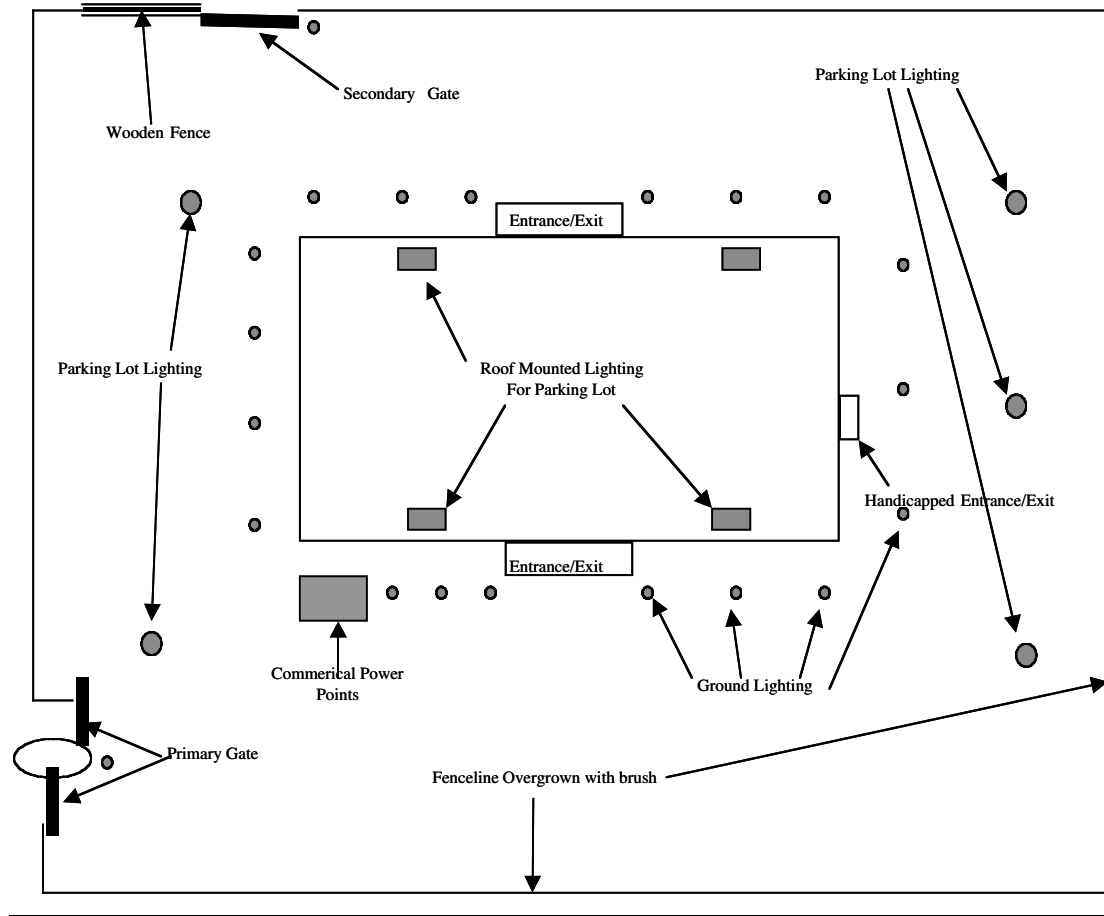 Parking Lot Lighting
Secondary Gate
Wooden Fence
Entrance/Exit
Parking Lot Lighting
Roof Mounted Lighting
For Parking Lot
Handicapped Entrance/Exit
Entrance/Exit
Commerical Power
Points
Ground Lighting
Primary Gate
Fenceline Overgrown with brush